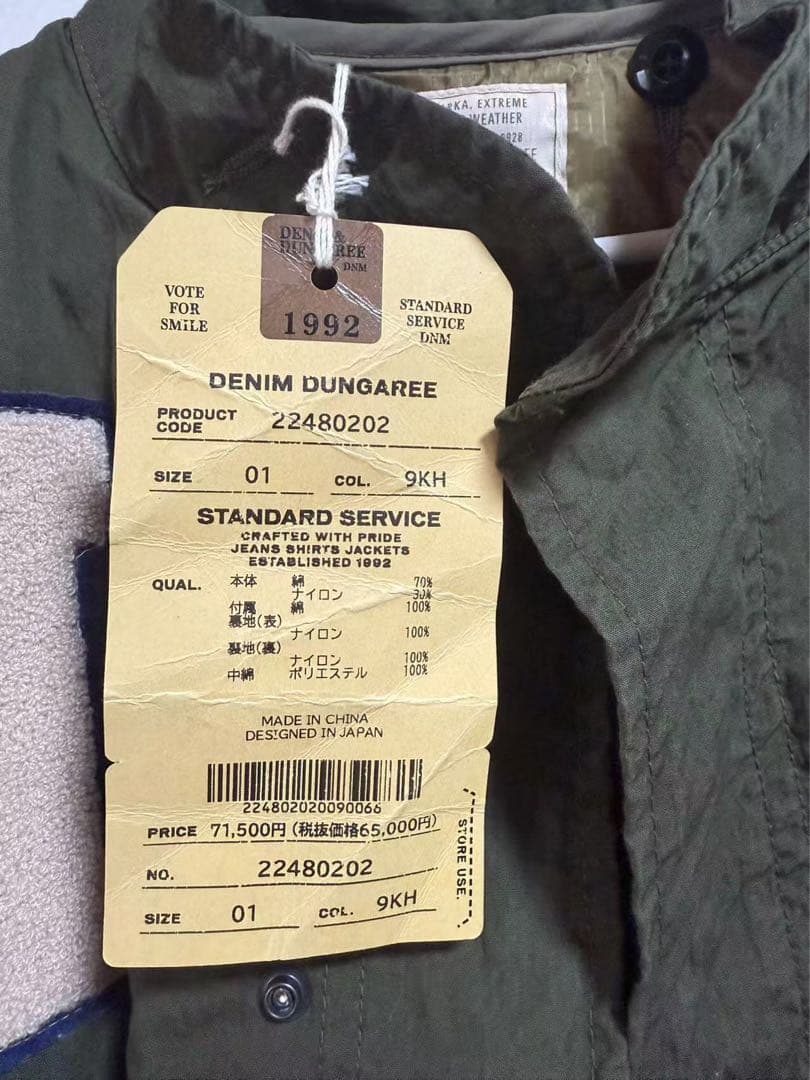 PARKA, EXTREME
WEATHER
DENIM &
DUNGAREE
DNM
1992
VOTE
FOR
SMiLE
STANDARD
SERVICE
DNM
DENIM DUNGAREE
PRODUCT CODE 22480202
SIZE 01 COL. 9KH
STANDARD SERVICE
CRAFTED WITH PRIDE
JEANS SHIRTS JACKETS
ESTABLISHED 1992
QUAL. 本体 綿 70%
ナイロン 30%
付属 綿 100%
裏地(表)
ナイロン 100%
裏地(裏)
ナイロン 100%
中綿 ポリエステル 100%
MADE IN CHINA
DESIGNED IN JAPAN
224802020090066
PRICE 71,500円 (税抜価格65,000円)
NO. 22480202
SIZE 01 COL. 9KH
STORE USE.